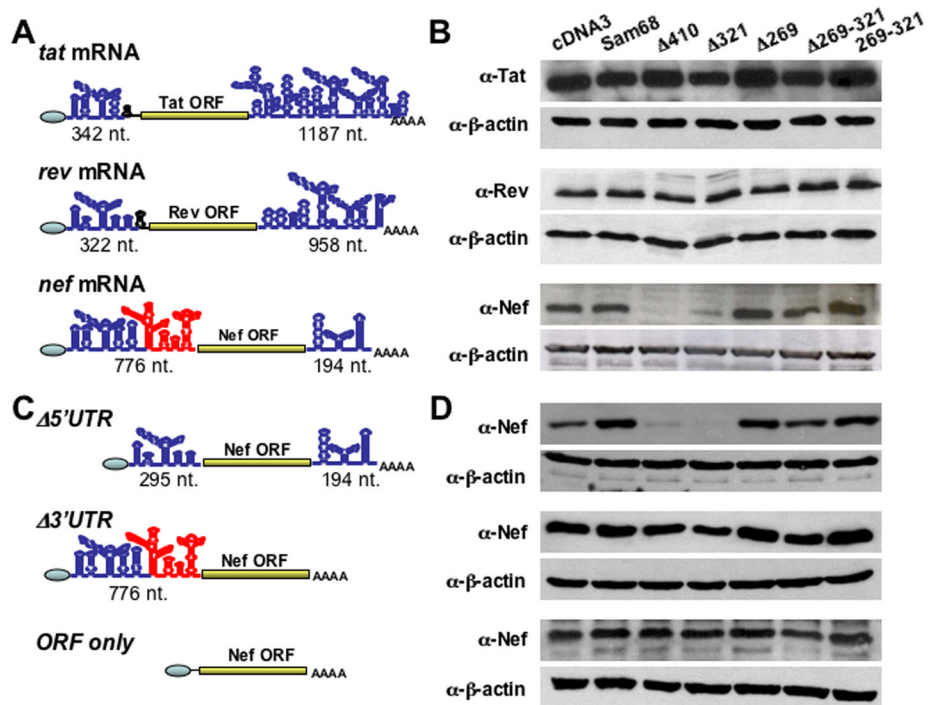 A
tat mRNA
Tat ORF
AAAA
342 nt.
1187 nt.
rev mRNA
Rev ORF
AAAA
322 nt.
958 nt.
nef mRNA
Nef ORF
AAAA
776 nt.
194 nt.
B
cDNA3
Sam68
Δ410
Δ321
Δ269
Δ269-321
269-321
α-Tat
α-β-actin
α-Rev
α-β-actin
α-Nef
α-β-actin
C
Δ5'UTR
Nef ORF
AAAA
295 nt.
194 nt.
Δ3'UTR
Nef ORF
AAAA
776 nt.
ORF only
Nef ORF
AAAA
D
α-Nef
α-β-actin
α-Nef
α-β-actin
α-Nef
α-β-actin